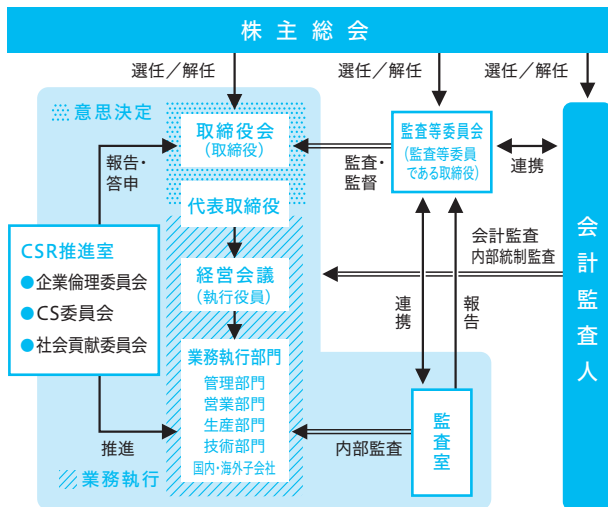 株主総会
選任／解任
選任／解任
選任／解任
意思決定
取締役会
（取締役）
監査等委員会
（監査等委員
である取締役）
連携
監査・
監督
報告・
答申
代表取締役
会計監査
内部統制監査
会計監査人
CSR推進室
●企業倫理委員会
●CS委員会
●社会貢献委員会
経営会議
（執行役員）
連携
報告
業務執行部門
管理部門
営業部門
生産部門
技術部門
国内・海外子会社
監査室
内部監査
推進
業務執行